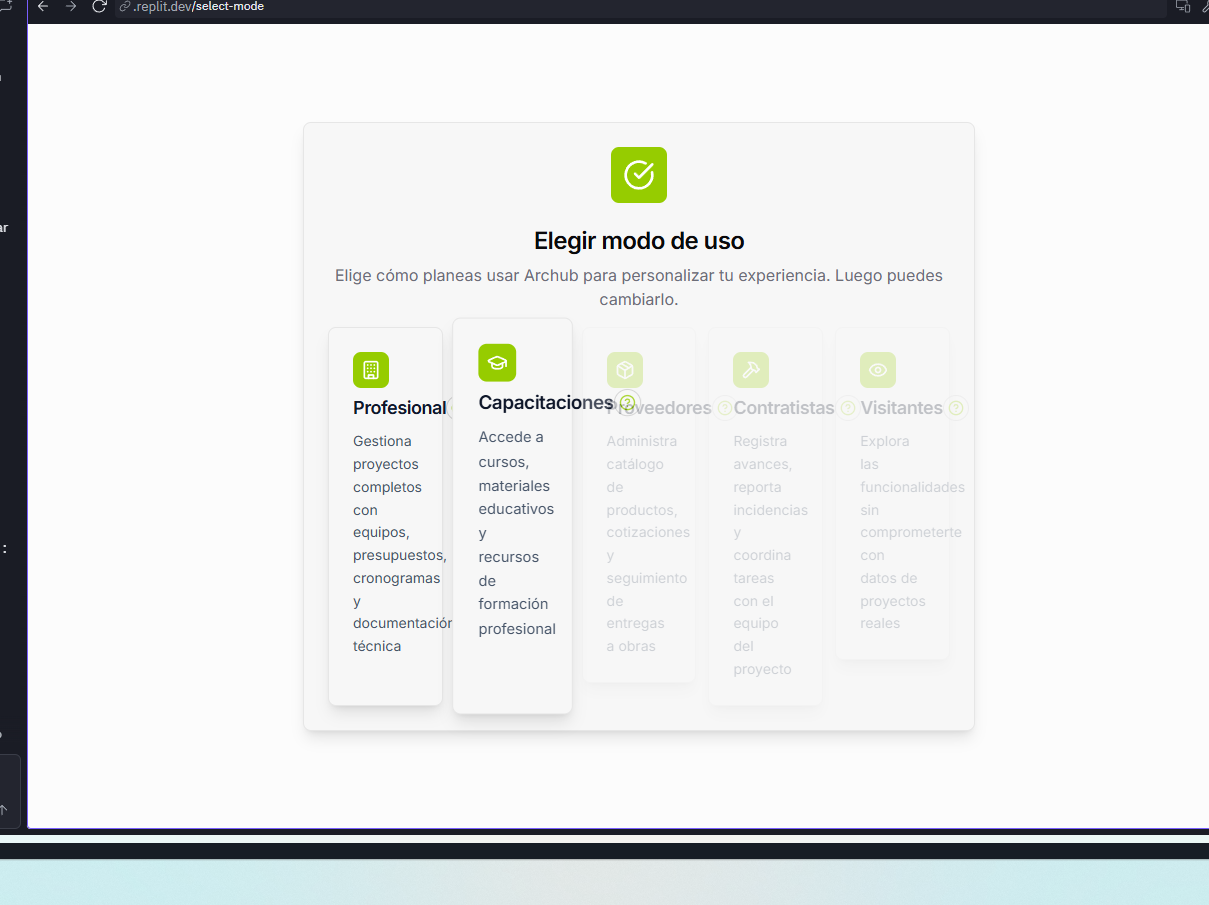 .replit.dev/select-mode
ar
:
Elegir modo de uso
Elige cómo planeas usar Archub para personalizar tu experiencia. Luego puedes
cambiarlo.
Profesional
Gestiona
proyectos
completos
con
equipos,
presupuestos,
cronogramas
y
documentación
técnica
Capacitaciones
?
Accede a
cursos,
materiales
educativos
y
recursos
de
formación
profesional
Proveedores
?
Administra
catálogo
de
productos,
cotizaciones
y
seguimiento
de
entregas
a obras
Contratistas
?
Registra
avances,
reporta
incidencias
y
coordina
tareas
con el
equipo
del
proyecto
Visitantes
?
Explora
las
funcionalidades
sin
comprometerte
con
datos de
proyectos
reales